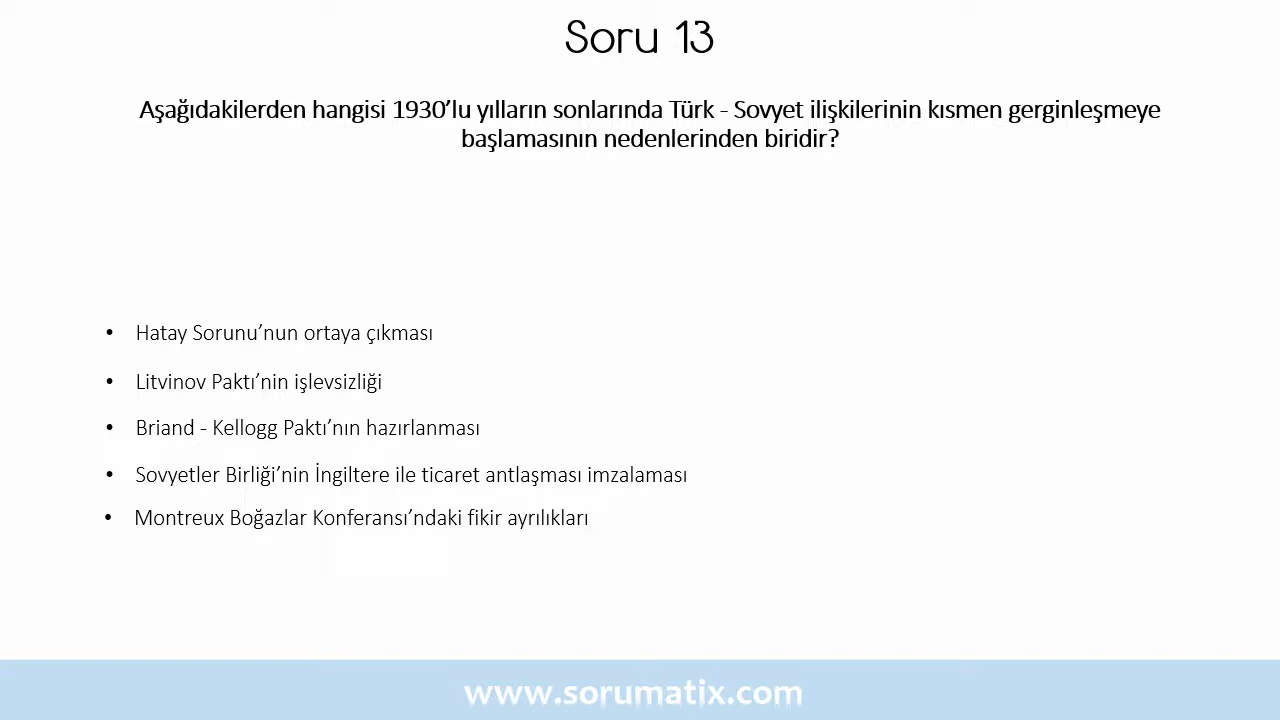 Soru 13
Aşağıdakilerden hangisi 1930’lu yılların sonlarında Türk - Sovyet ilişkilerinin kısmen gerginleşmeye
başlamasının nedenlerinden biridir?
• Hatay Sorunu’nun ortaya çıkması
• Litvinov Paktı’nin işlevsizliği
• Briand - Kellogg Paktı’nın hazırlanması
• Sovyetler Birliği’nin İngiltere ile ticaret antlaşması imzalaması
• Montreux Boğazlar Konferansı’ndaki fikir ayrılıkları
www.sorumatix.com